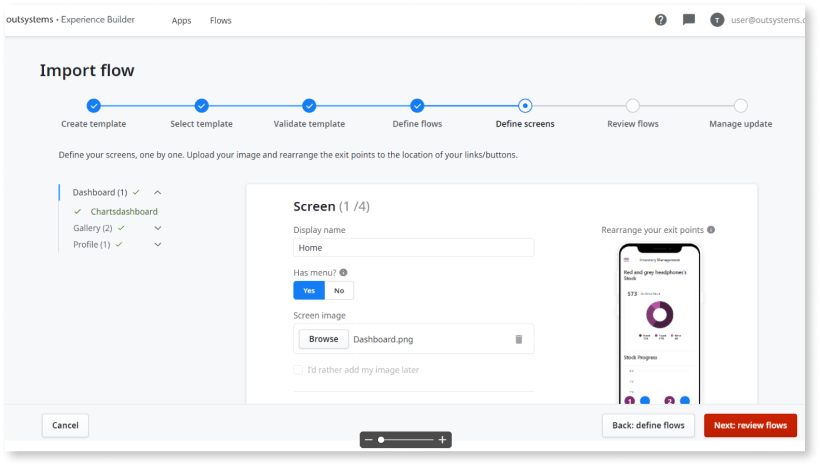 outsystems • Experience Builder
Apps
Flows
?
T
user@outsystems.c
Import flow
Create template
Select template
Validate template
Define flows
Define screens
Review flows
Manage update
Define your screens, one by one. Upload your image and rearrange the exit points to the location of your links/buttons.
Dashboard (1)
Chartsdashboard
Gallery (2)
Profile (1)
Screen (1 /4)
Display name
Home
Has menu?
Yes
No
Screen image
Browse
Dashboard.png
I'd rather add my image later
Rearrange your exit points
Inventory Management
Red and grey headphones's
Stock
573
Stock Progress
1
2
Cancel
Back: define flows
Next: review flows